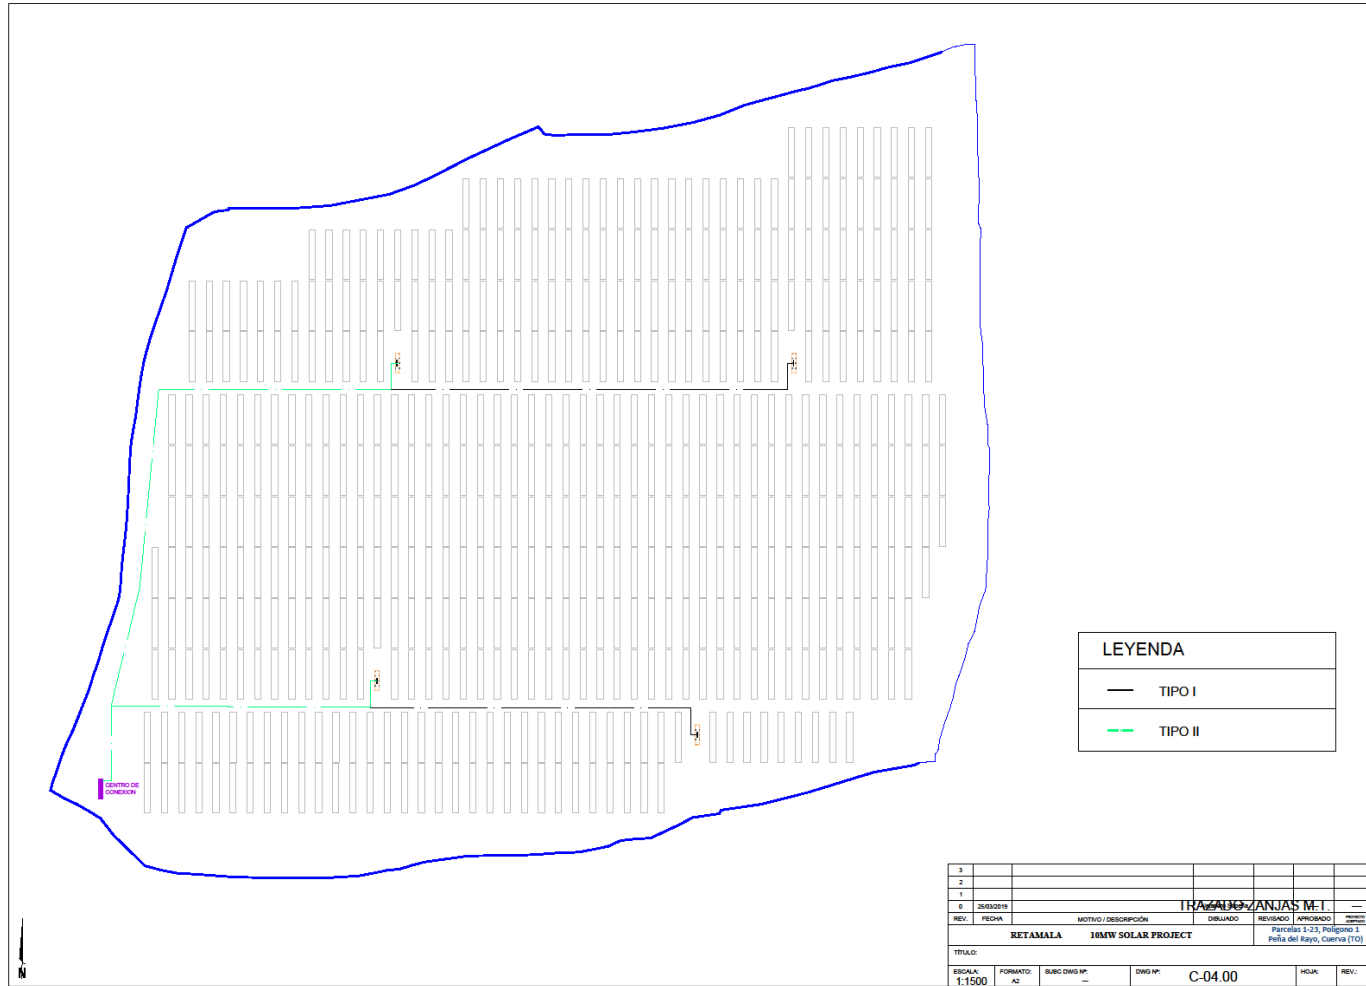 CENTRO DE
CONEXION
LEYENDA
TIPO I
TIPO II
3
2
1
0 25/03/2019 TRAZADO ZANJAS M.T. —
REV. FECHA MOTIVO / DESCRIPCIÓN DIBUJADO REVISADO APROBADO
RETAMALA 10MW SOLAR PROJECT
Parcelas 1-23, Polígono 1
Peña del Rayo, Cuerva (TO)
TÍTULO:
ESCALA: FORMATO: SUBC DWG Nº: DWG Nº: C-04.00 HOJA: REV.:
1:1500 A2 —
N